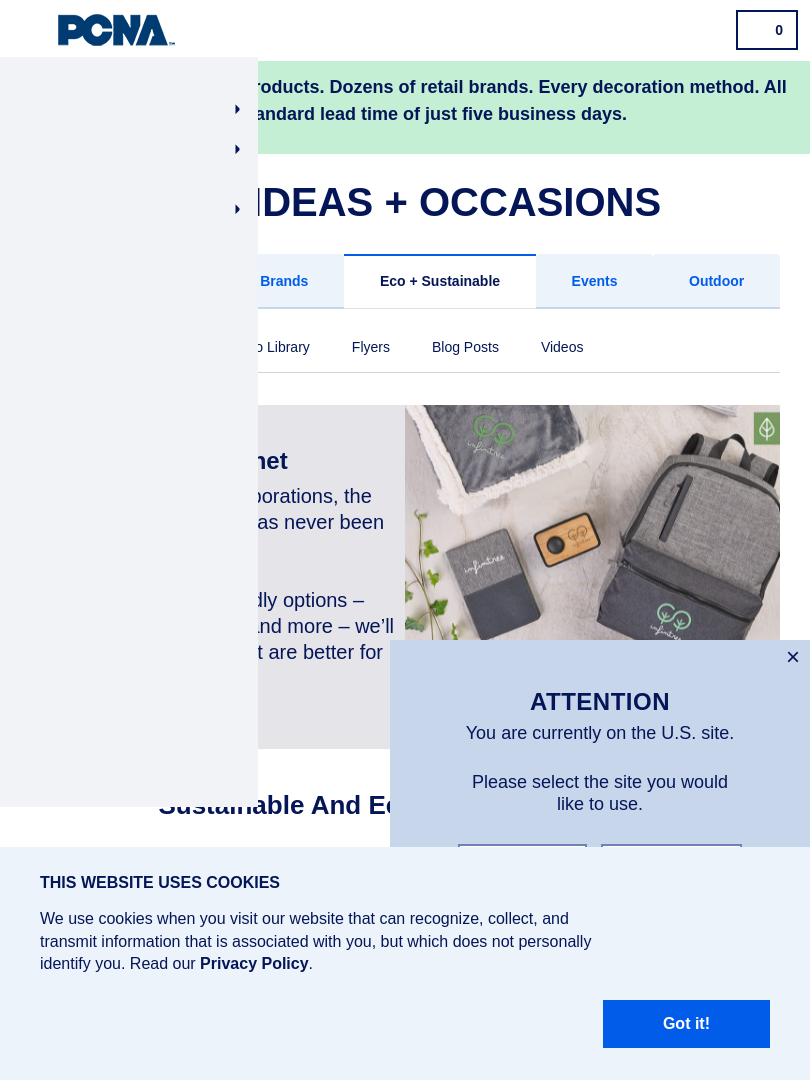 PCNA
0
roducts. Dozens of retail brands. Every decoration method. All
andard lead time of just five business days.
IDEAS + OCCASIONS
Brands
Eco + Sustainable
Events
Outdoor
Library
Flyers
Blog Posts
Videos
net
porations, the
as never been
dly options –
and more – we'll
t are better for
infinitree
infinitree
ATTENTION
You are currently on the U.S. site.
Please select the site you would
like to use.
Sustainable And
THIS WEBSITE USES COOKIES
We use cookies when you visit our website that can recognize, collect, and
transmit information that is associated with you, but which does not personally
identify you. Read our Privacy Policy.
Got it!